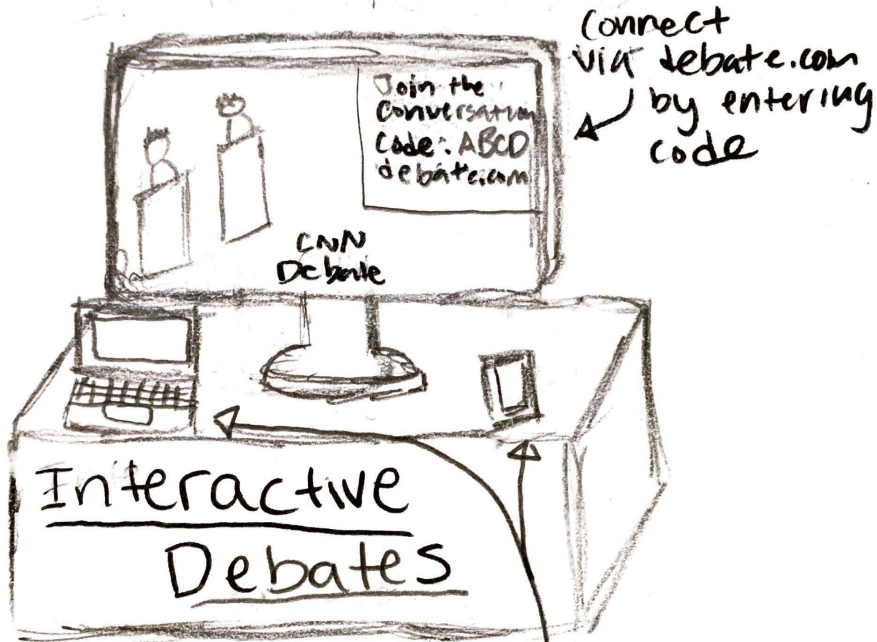 Connect
via debate.com
by entering
code
Join the
Conversation
Code: ABCD
debate.com
CNN
Debate
Interactive
Debates